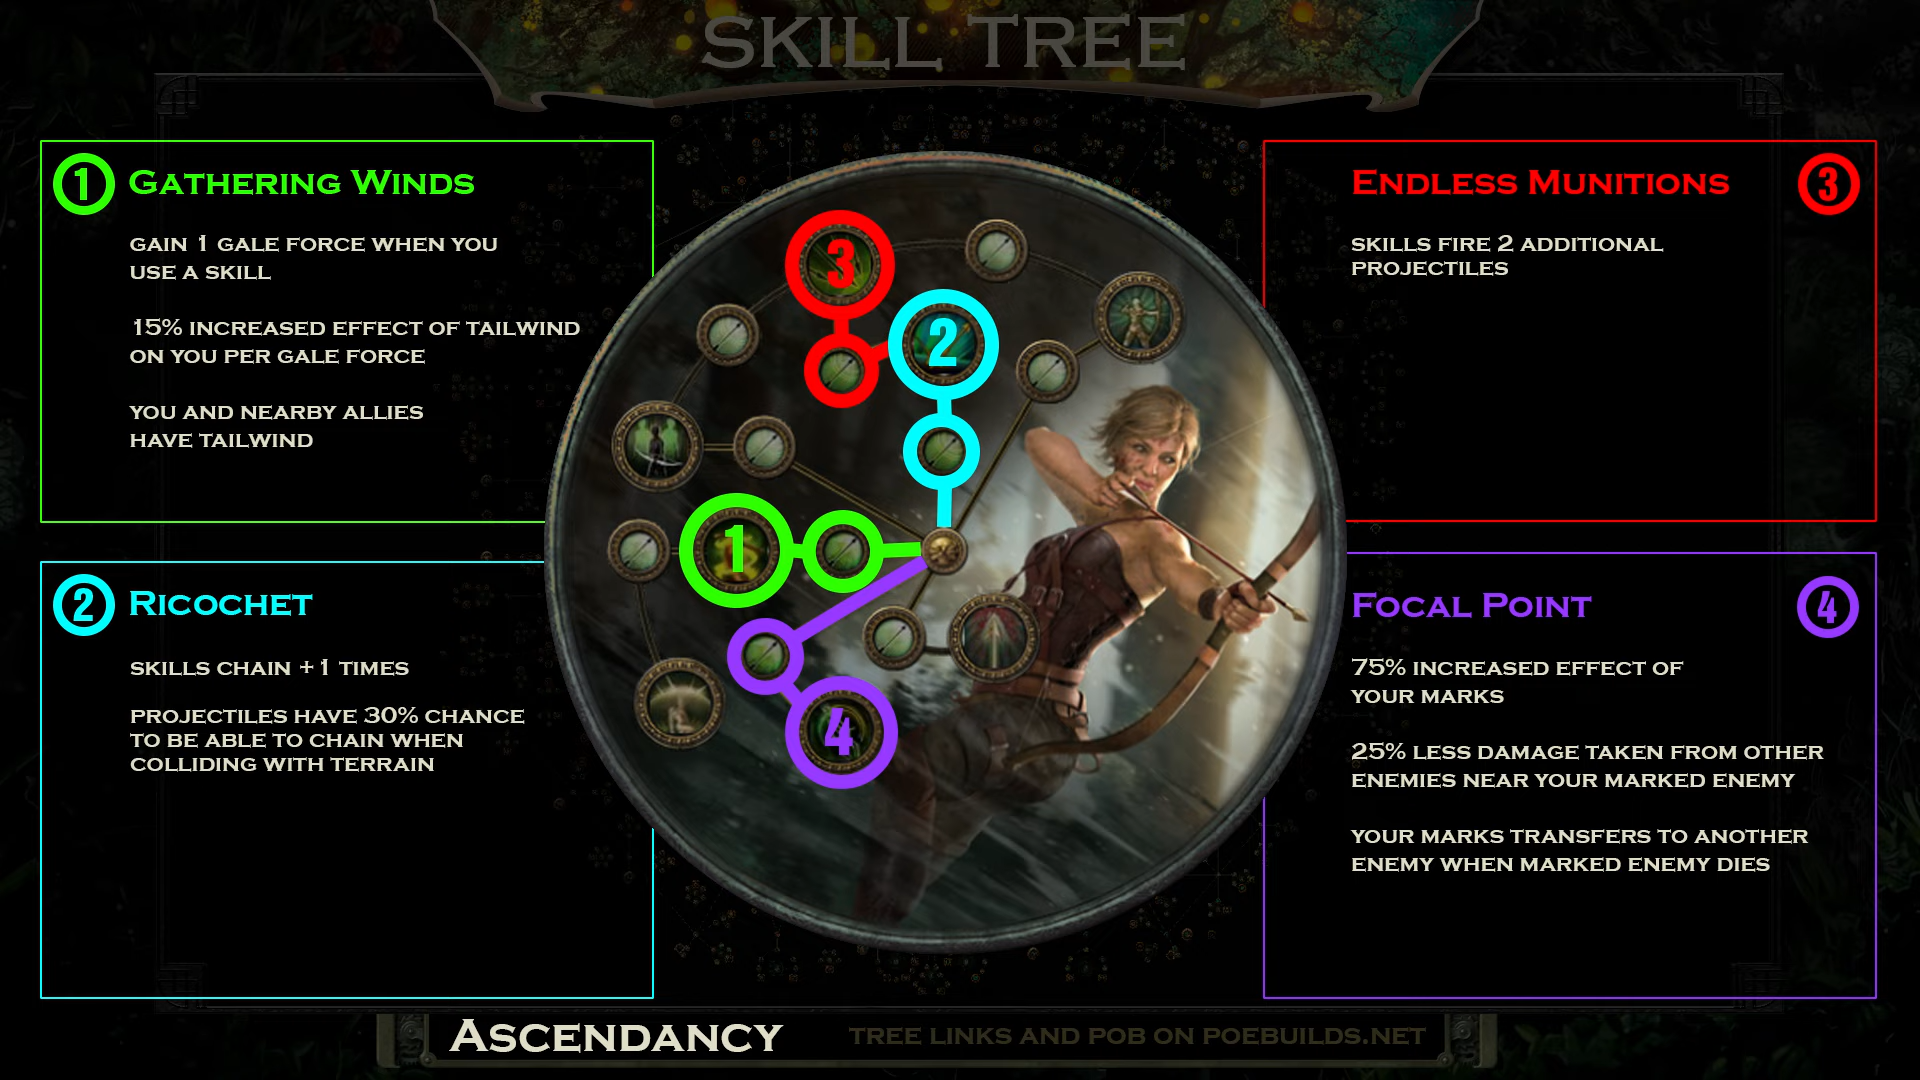 SKILL TREE
1 GATHERING WINDS
GAIN 1 GALE FORCE WHEN YOU
USE A SKILL
15% INCREASED EFFECT OF TAILWIND
ON YOU PER GALE FORCE
YOU AND NEARBY ALLIES
HAVE TAILWIND
2 RICOCHET
SKILLS CHAIN +1 TIMES
PROJECTILES HAVE 30% CHANCE
TO BE ABLE TO CHAIN WHEN
COLLIDING WITH TERRAIN
3
2
1
4
ENDLESS MUNITIONS 3
SKILLS FIRE 2 ADDITIONAL
PROJECTILES
FOCAL POINT 4
75% INCREASED EFFECT OF
YOUR MARKS
25% LESS DAMAGE TAKEN FROM OTHER
ENEMIES NEAR YOUR MARKED ENEMY
YOUR MARKS TRANSFERS TO ANOTHER
ENEMY WHEN MARKED ENEMY DIES
ASCENDANCY TREE LINKS AND POB ON POEBUILDS.NET